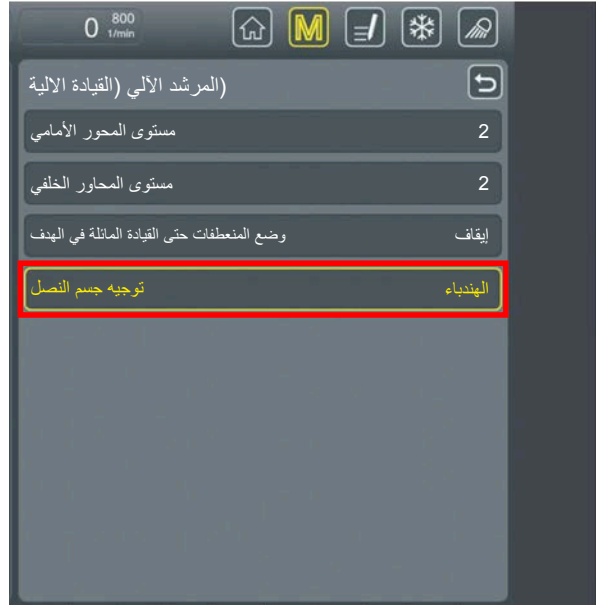 0 800
1/min
M
(المرشد الآلي (القيادة الالية
مستوى المحور الأمامي 2
مستوى المحاور الخلفي 2
وضع المنعطفات حتى القيادة المائلة في الهدف إيقاف
توجيه جسم النصل الهندباء